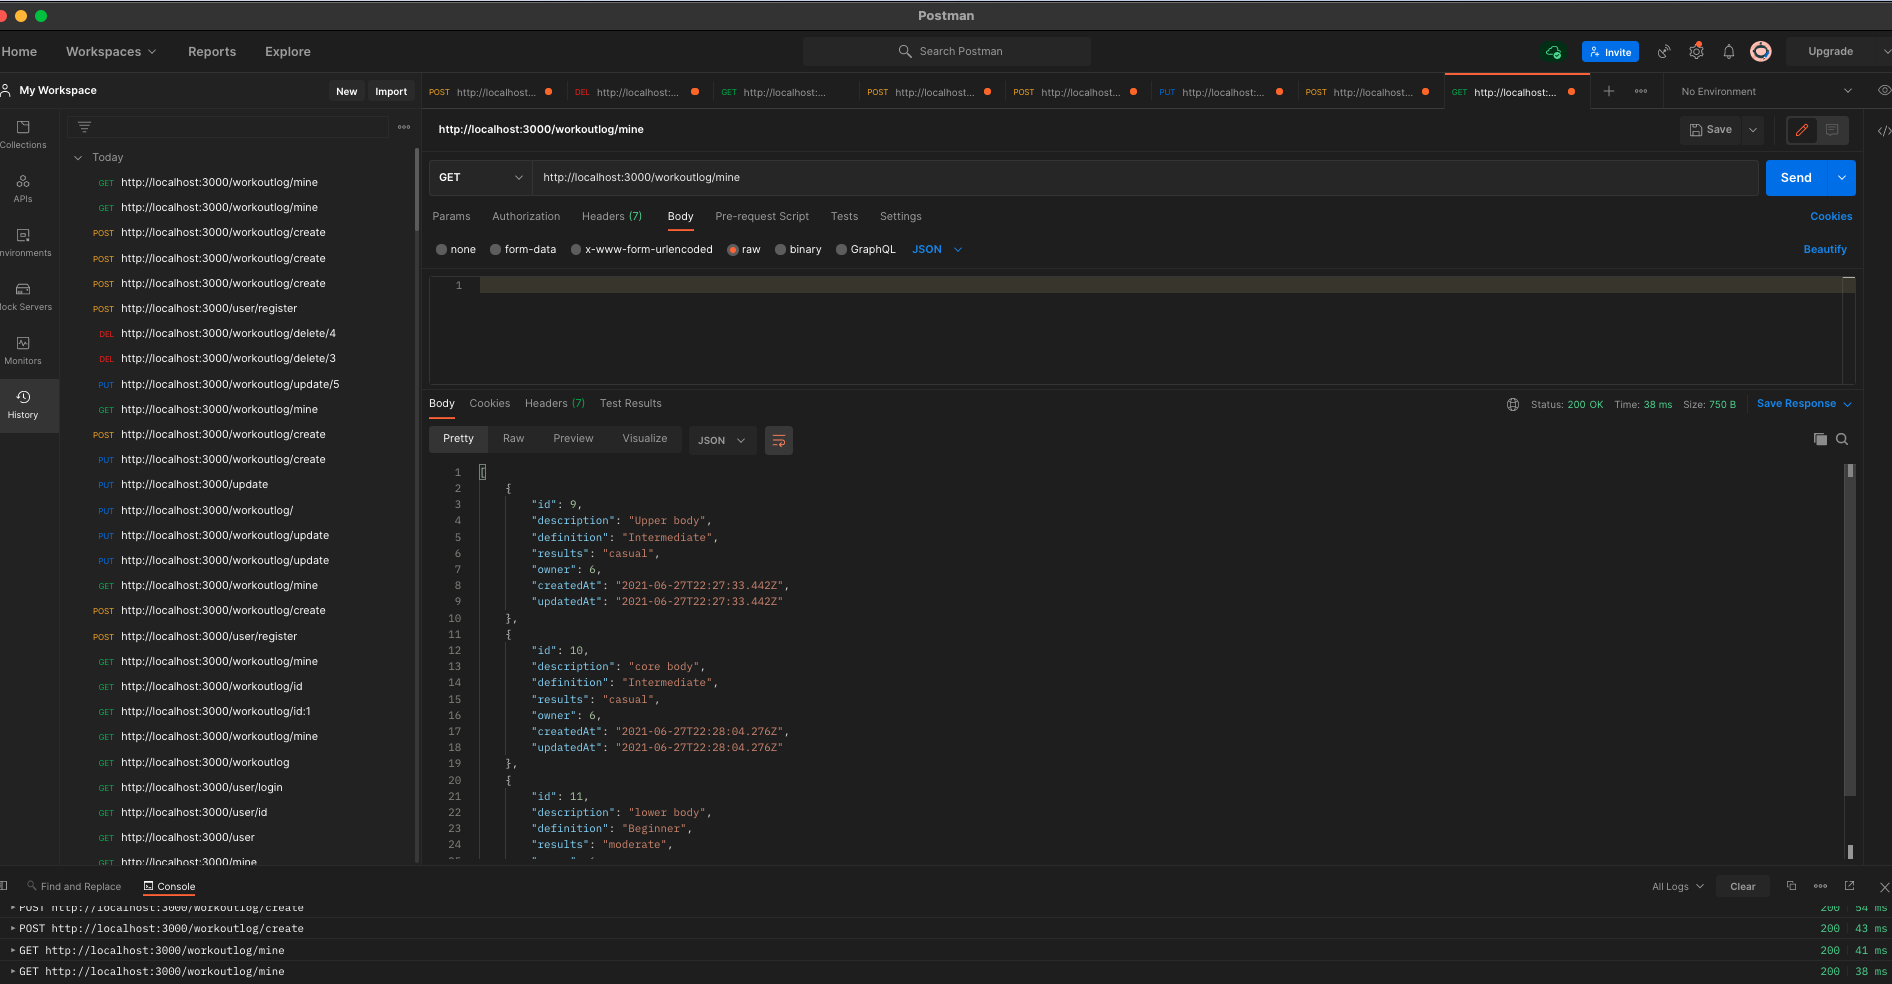 Postman
Home Workspaces Reports Explore Search Postman Invite Upgrade
My Workspace New Import
POST http://localhost... DEL http://localhost:... GET http://localhost:... POST http://localhost... POST http://localhost... PUT http://localhost:... POST http://localhost... GET http://localhost:... No Environment
http://localhost:3000/workoutlog/mine Save
GET http://localhost:3000/workoutlog/mine Send
Params Authorization Headers (7) Body Pre-request Script Tests Settings Cookies
none form-data x-www-form-urlencoded raw binary GraphQL JSON Beautify
1
Collections
APIs
Environments
Mock Servers
Monitors
History
Today
GET http://localhost:3000/workoutlog/mine
GET http://localhost:3000/workoutlog/mine
POST http://localhost:3000/workoutlog/create
POST http://localhost:3000/workoutlog/create
POST http://localhost:3000/workoutlog/create
POST http://localhost:3000/user/register
DEL http://localhost:3000/workoutlog/delete/4
DEL http://localhost:3000/workoutlog/delete/3
PUT http://localhost:3000/workoutlog/update/5
GET http://localhost:3000/workoutlog/mine
POST http://localhost:3000/workoutlog/create
PUT http://localhost:3000/workoutlog/create
PUT http://localhost:3000/update
PUT http://localhost:3000/workoutlog/
PUT http://localhost:3000/workoutlog/update
PUT http://localhost:3000/workoutlog/update
GET http://localhost:3000/workoutlog/mine
POST http://localhost:3000/workoutlog/create
POST http://localhost:3000/user/register
GET http://localhost:3000/workoutlog/mine
GET http://localhost:3000/workoutlog/id
GET http://localhost:3000/workoutlog/id:1
GET http://localhost:3000/workoutlog/mine
GET http://localhost:3000/workoutlog
GET http://localhost:3000/user/login
GET http://localhost:3000/user/id
GET http://localhost:3000/user
GET http://localhost:3000/mine
Body Cookies Headers (7) Test Results Status: 200 OK Time: 38 ms Size: 750 B Save Response
Pretty Raw Preview Visualize JSON
1 [
2 {
3 "id": 9,
4 "description": "Upper body",
5 "definition": "Intermediate",
6 "results": "casual",
7 "owner": 6,
8 "createdAt": "2021-06-27T22:27:33.442Z",
9 "updatedAt": "2021-06-27T22:27:33.442Z"
10 },
11 {
12 "id": 10,
13 "description": "core body",
14 "definition": "Intermediate",
15 "results": "casual",
16 "owner": 6,
17 "createdAt": "2021-06-27T22:28:04.276Z",
18 "updatedAt": "2021-06-27T22:28:04.276Z"
19 },
20 {
21 "id": 11,
22 "description": "lower body",
23 "definition": "Beginner",
24 "results": "moderate",
Find and Replace Console All Logs Clear
POST http://localhost:3000/workoutlog/create 200 54 ms
POST http://localhost:3000/workoutlog/create 200 43 ms
GET http://localhost:3000/workoutlog/mine 200 41 ms
GET http://localhost:3000/workoutlog/mine 200 38 ms